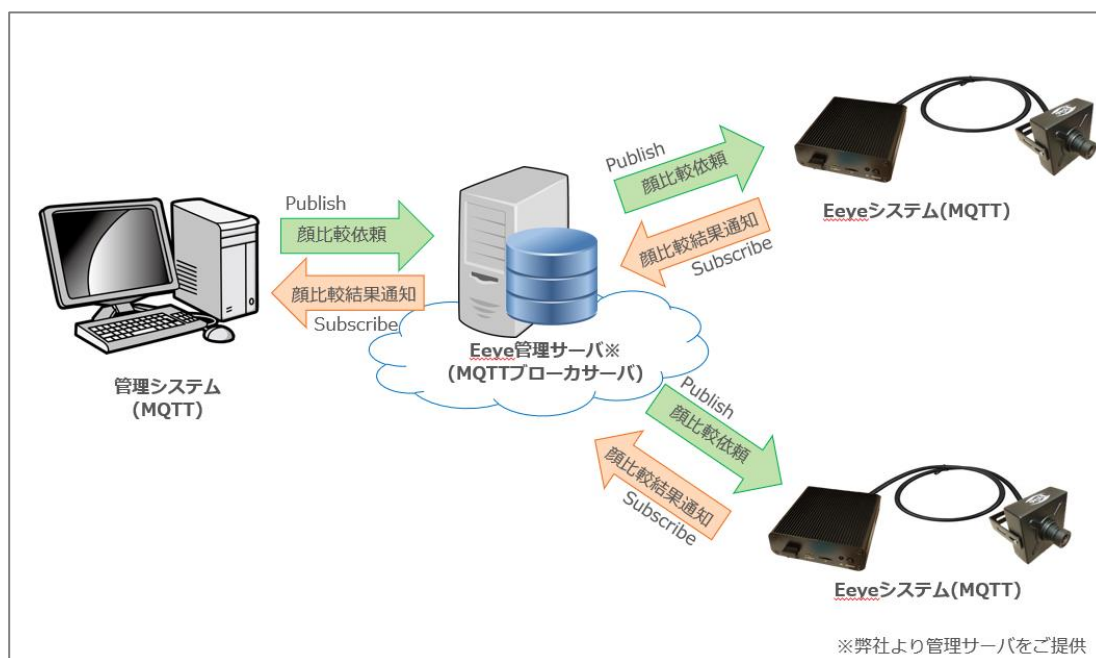 Publish
顔比較依頼
顔比較結果通知
Subscribe
管理システム
(MQTT)
Eeye管理サーバ※
(MQTTブローカサーバ)
Publish
顔比較依頼
顔比較結果通知
Subscribe
Eeyeシステム(MQTT)
Publish
顔比較依頼
顔比較結果通知
Subscribe
Eeyeシステム(MQTT)
※弊社より管理サーバをご提供